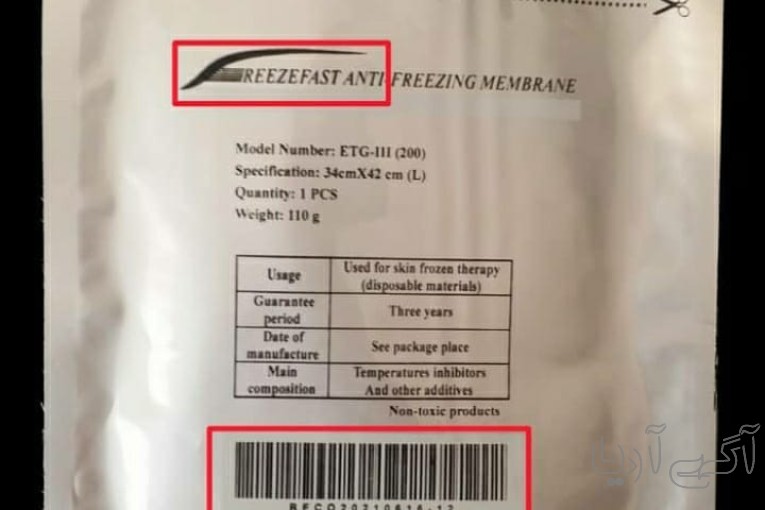 FREEZEFAST ANTI-FREEZING MEMBRANE
Model Number: ETG-III (200)
Specification: 34cmX42 cm (L)
Quantity: 1 PCS
Weight: 110 g
Usage
Used for skin frozen therapy
(disposable materials)
Guarantee
period
Three years
Date of
manufacture
See package place
Main
composition
Temperatures inhibitors
And other additives
Non-toxic products
آگهی آریا